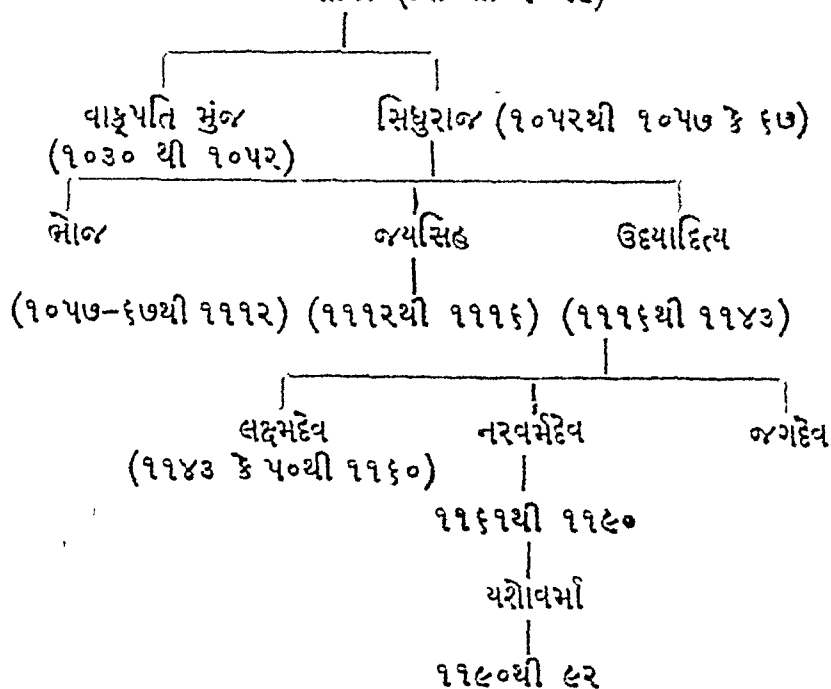 વાક્પતિ મુંજ સિધુરાજ (૧૦૫૨થી ૧૦૫૭ કે ૬૭)
(૧૦૩૦ થી ૧૦૫૨)
ભોજ જયસિહ ઉદયાદિત્ય
(૧૦૫૭-૬૭થી ૧૧૧૨) (૧૧૧૨થી ૧૧૧૬) (૧૧૧૬થી ૧૧૪૩)
લક્ષ્મદેવ નરવર્મદેવ જગદેવ
(૧૧૪૩ કે ૫૦થી ૧૧૬૦)
૧૧૬૧થી ૧૧૯૦
યશોવર્મા
૧૧૯૦થી ૯૨